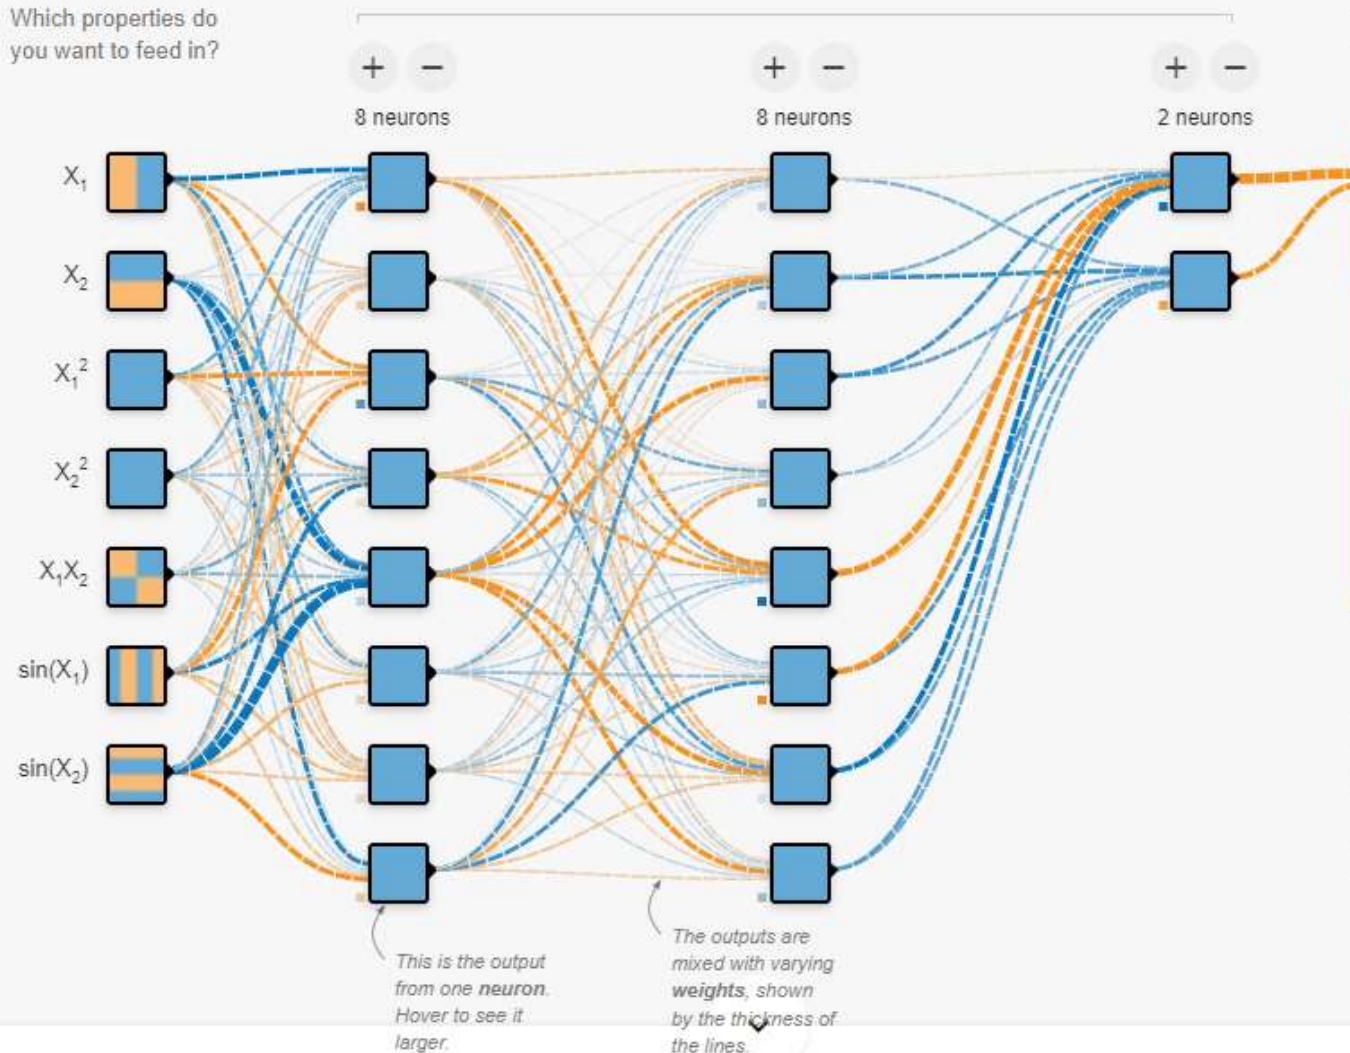 Which properties do
you want to feed in?
+ −
+ −
+ −
8 neurons
8 neurons
2 neurons
X₁
X₂
X₁²
X₂²
X₁X₂
sin(X₁)
sin(X₂)
This is the output
from one neuron.
Hover to see it
larger.
The outputs are
mixed with varying
weights, shown
by the thickness of
the lines.